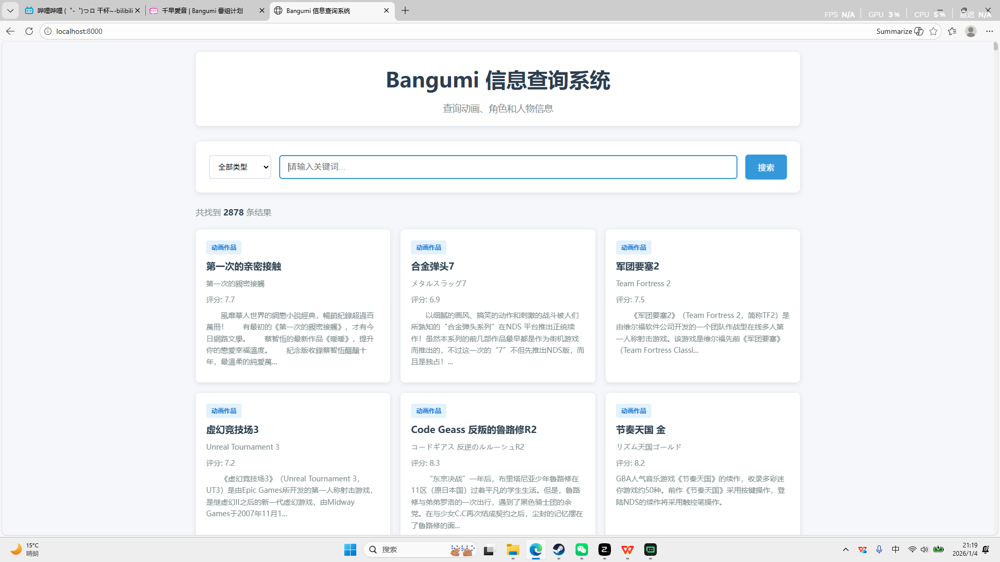 哔哩哔哩 (゜-゜)つロ 干杯~-bilibili
千早愛音 | Bangumi 番组计划
Bangumi 信息查询系统
FPS N/A GPU 3% CPU 5% 延迟 N/A
localhost:8000
Summarize
Bangumi 信息查询系统
查询动画、角色和人物信息
全部类型
请输入关键词...
搜索
共找到 2878 条结果
动画作品
第一次的亲密接触
第一次的親密接觸
评分: 7.7
風靡華人世界的網戀小說經典，暢銷紀錄超過百
萬冊！ 有最初的《第一次的親密接觸》，才有今
日網路文學。 蔡智恆的最新作品《暖暖》，提升
你的戀愛幸福溫度。 紀念版收錄蔡智恆醞釀十
年，最溫柔的純愛萬...
动画作品
合金弹头7
メタルスラッグ7
评分: 6.9
以细腻的画风、搞笑的动作和刺激的战斗被人们
所熟知的“合金弹头系列”在NDS 平台推出正统续
作！虽然本系列的前几部作品最早都是作为街机游戏
而推出的，不过这一次的“7”不但先推出NDS版，而
且是独占！...
动画作品
军团要塞2
Team Fortress 2
评分: 7.5
《军团要塞2》（Team Fortress 2，简称TF2）是
由维尔福软件公司开发的一个团队作战型在线多人第
一人称射击游戏。该游戏是维尔福先前《军团要塞》
（Team Fortress Classi...
动画作品
虚幻竞技场3
Unreal Tournament 3
评分: 7.2
《虚幻竞技场3》（Unreal Tournament 3，
UT3）是由Epic Games所开发的第一人称射击游戏，
是继虚幻II之后的新一代虚幻游戏，由Midway
Games于2007年11月1...
动画作品
Code Geass 反叛的鲁路修R2
コードギアス 反逆のルルーシュR2
评分: 8.3
“东京决战”一年后，布里塔尼亚少年鲁路修在
11区（原日本国）过着平凡的学生生活。但是，鲁路
修与弟弟罗洛的一次出行，遇到了黑色骑士团的余
党。在与少女C.C再次结成契约之后，尘封的记忆摆在
了鲁路修的面...
动画作品
节奏天国 金
リズム天国ゴールド
评分: 8.2
GBA人气音乐游戏《节奏天国》的续作，收录多彩迷
你游戏约50种。前作《节奏天国》采用按键操作，登
陆NDS的续作将采用触控笔操作。
15°C
晴朗
搜索
中
21:19
2026/1/4